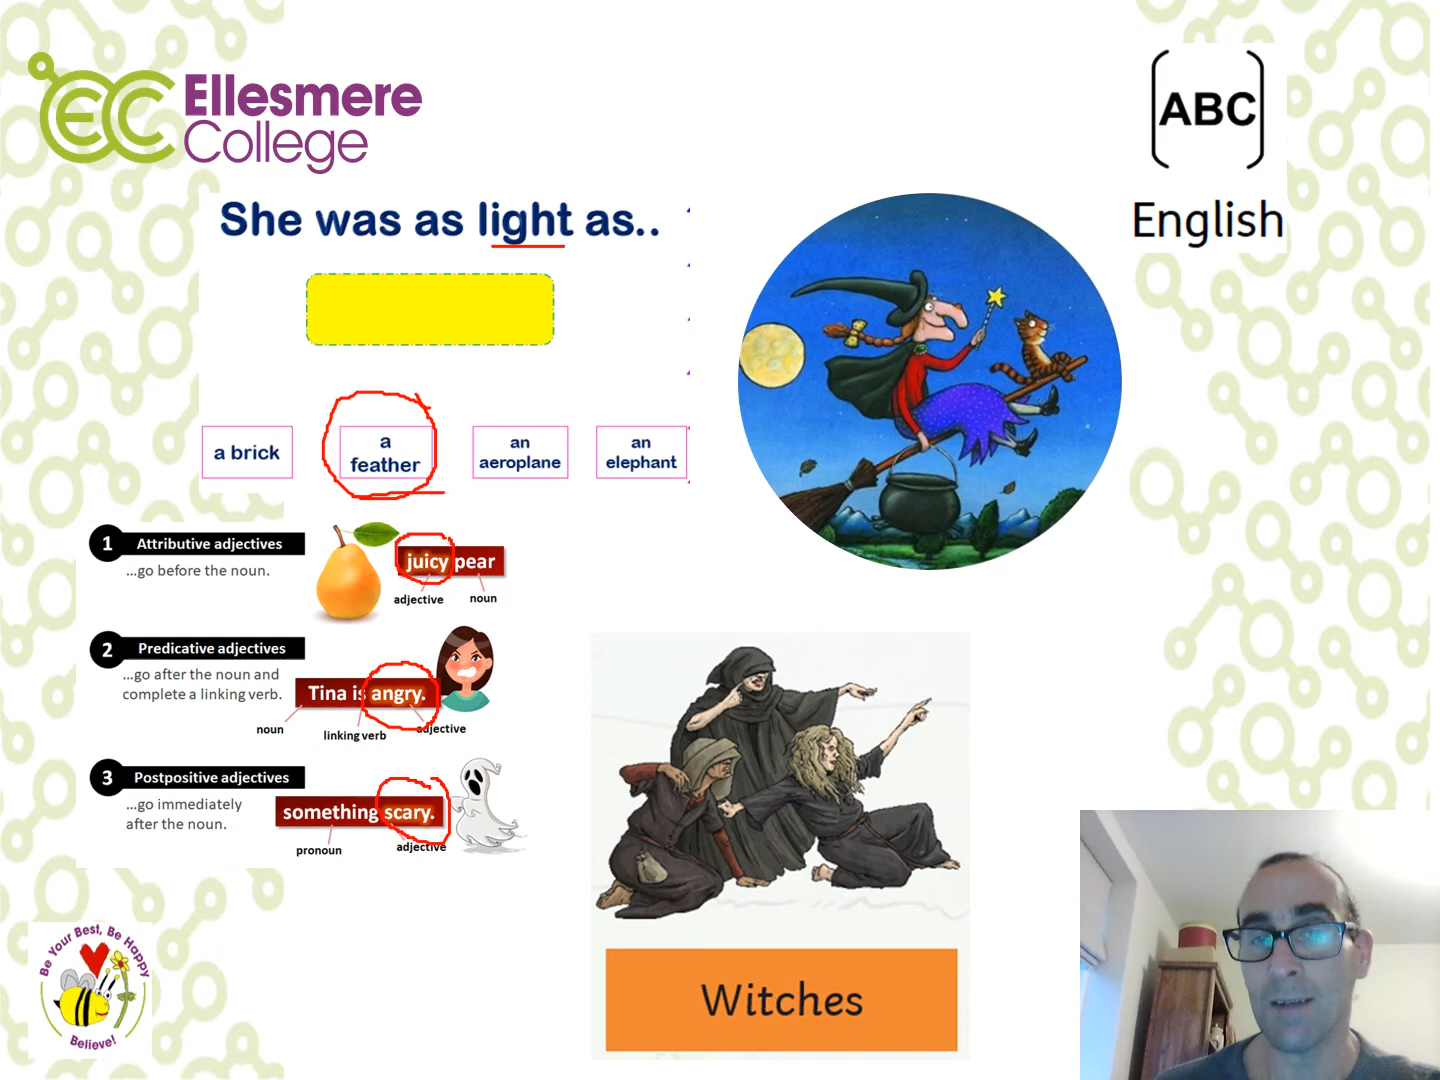 Ellesmere
College
(ABC)
English
She was as light as..
a brick
a
feather
an
aeroplane
an
elephant
1 Attributive adjectives
...go before the noun.
juicy pear
adjective
noun
2 Predicative adjectives
...go after the noun and
complete a linking verb.
Tina is angry.
noun
linking verb
adjective
3 Postpositive adjectives
...go immediately
after the noun.
something scary.
pronoun
adjective
Be Your Best, Be Happy
Believe!
Witches